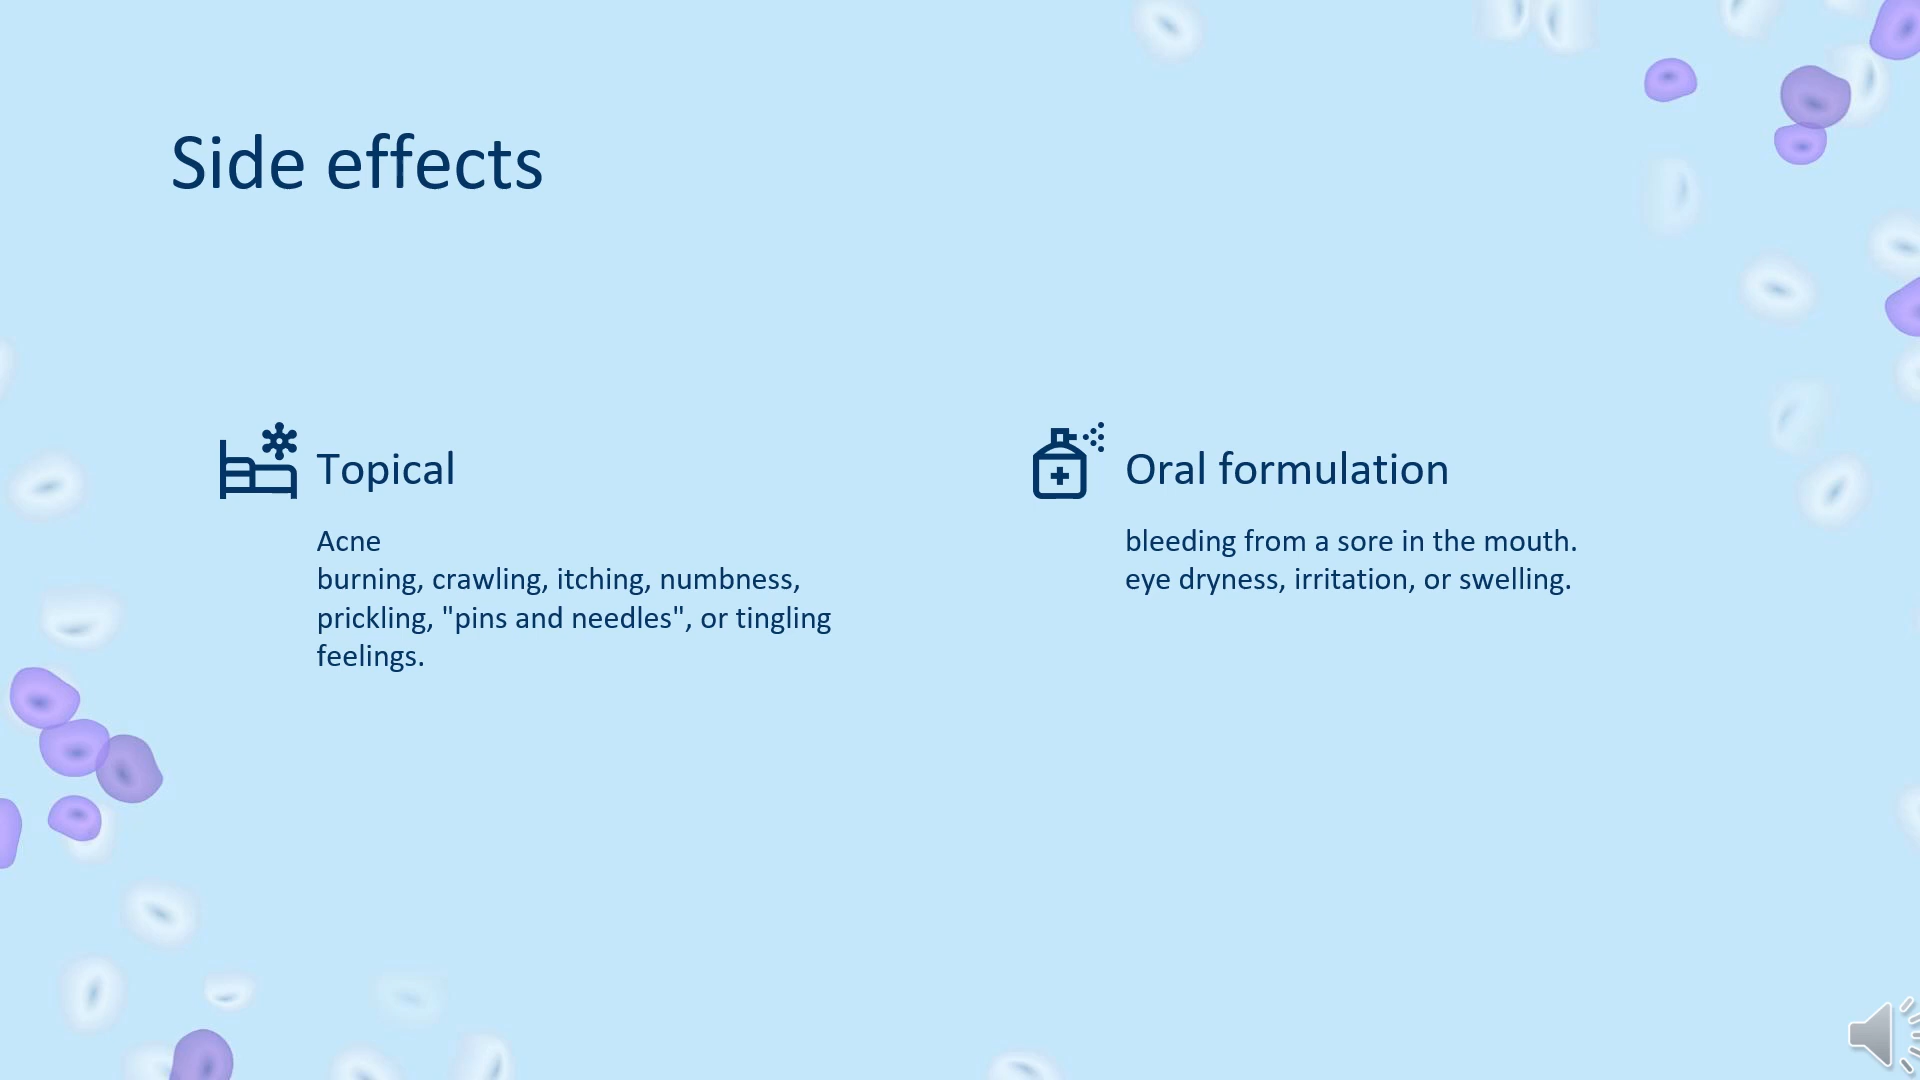 Side effects
Topical
Acne
burning, crawling, itching, numbness,
prickling, "pins and needles", or tingling
feelings.
Oral formulation
bleeding from a sore in the mouth.
eye dryness, irritation, or swelling.